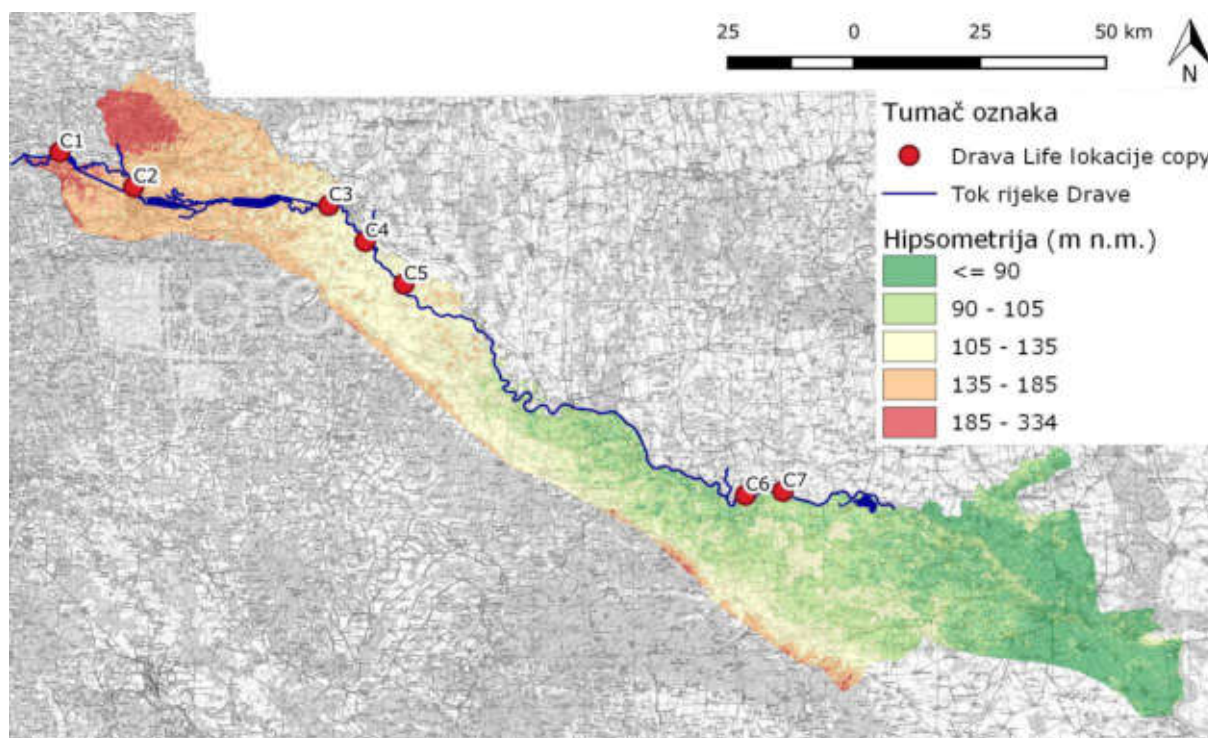 25 0 25 50 km
N
Tumač oznaka
Drava Life lokacije copy
Tok rijeke Drave
Hipsometrija (m n.m.)
<= 90
90 - 105
105 - 135
135 - 185
185 - 334
C1
C2
C3
C4
C5
C6
C7